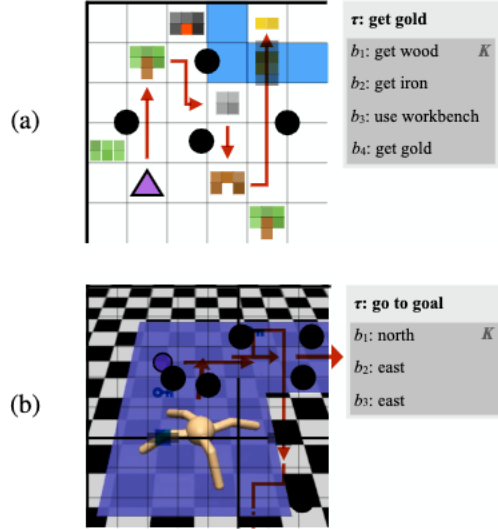 (a)
τ: get gold
b₁: get wood K
b₂: get iron
b₃: use workbench
b₄: get gold
(b)
τ: go to goal
b₁: north K
b₂: east
b₃: east